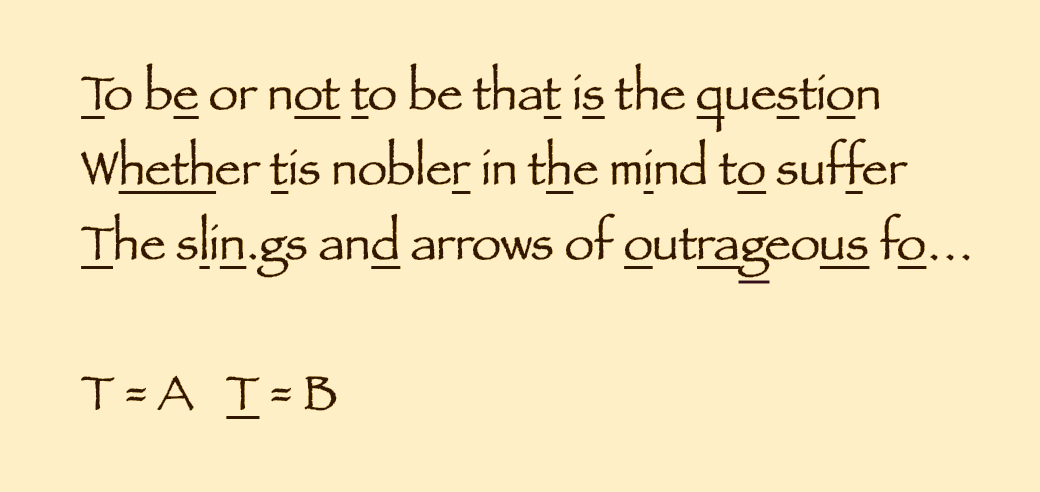 To be or not to be that is the question
Whether tis nobler in the mind to suffer
The slin.gs and arrows of outrageous fo...
T = A T = B